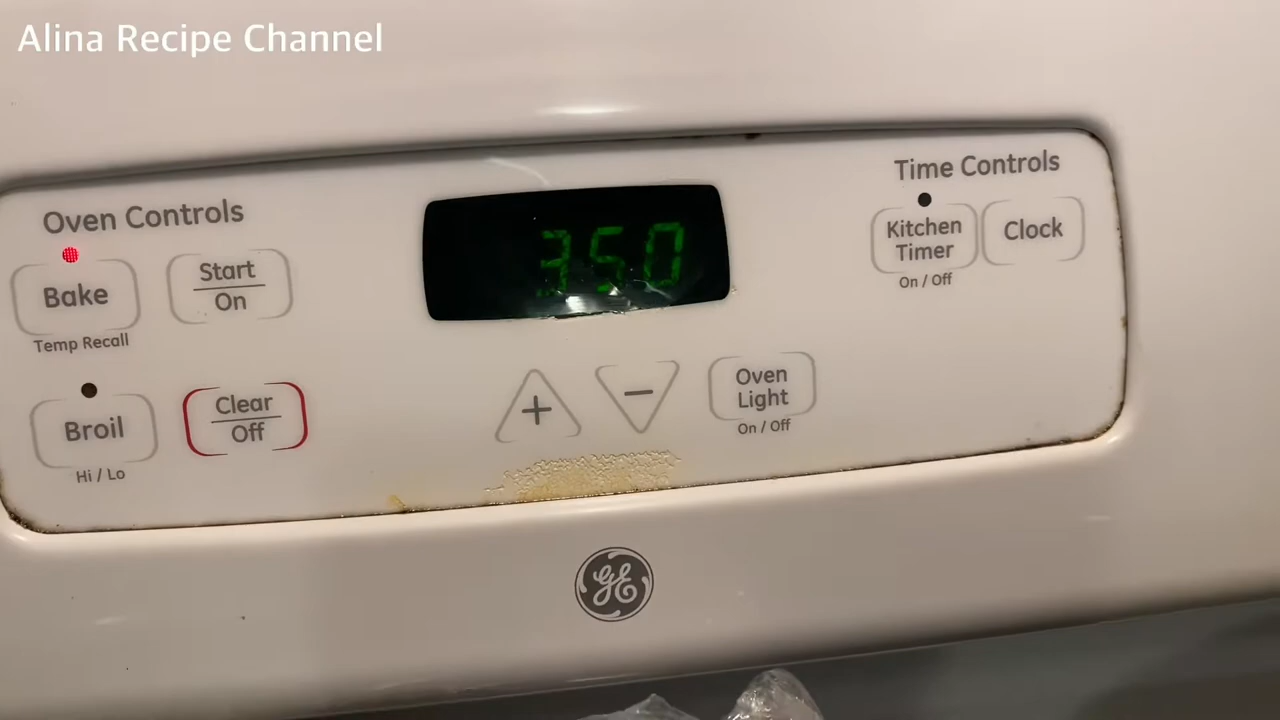 Alina Recipe Channel
Oven Controls
Bake
Temp Recall
Start
On
Broil
Hi / Lo
Clear
Off
350
+
−
Oven
Light
On / Off
Time Controls
Kitchen
Timer
On / Off
Clock
GE